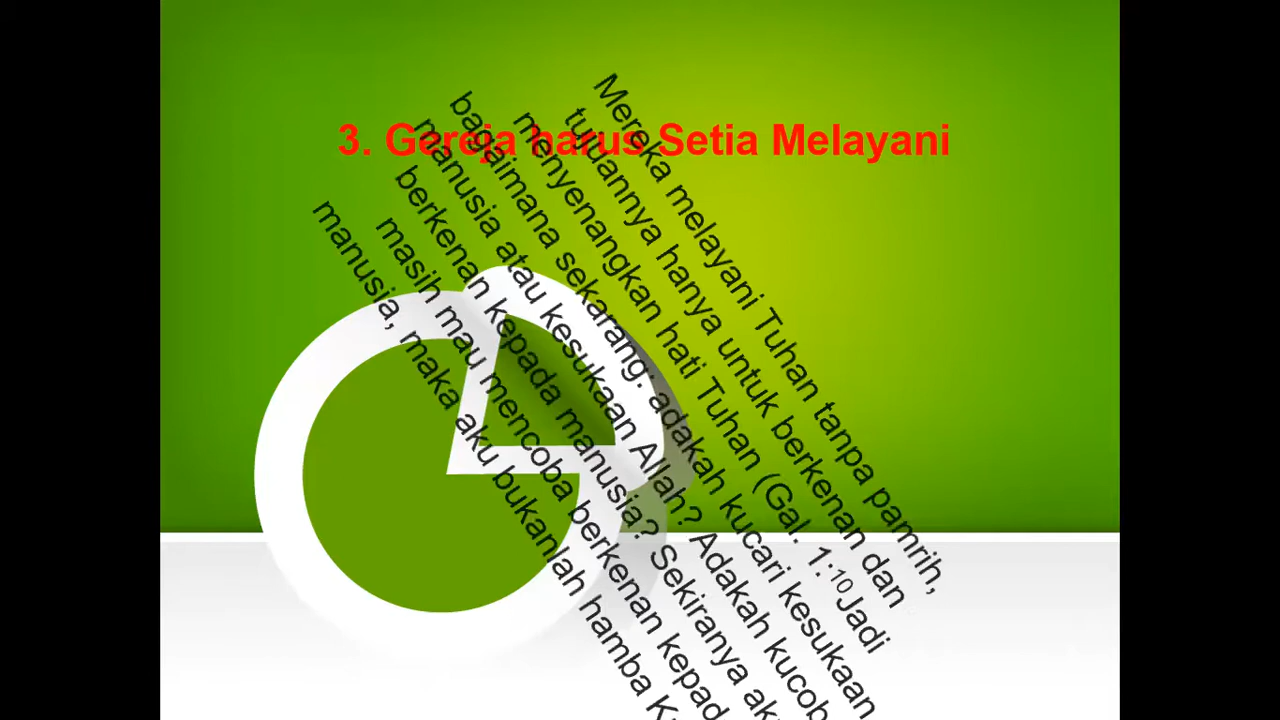 3. Gereja harus Setia Melayani
Mereka melayani Tuhan tanpa pamrih,
tujuannya hanya untuk berkenan dan
menyenangkan hati Tuhan (Gal. 1:10 Jadi
bagaimana sekarang: adakah kucari kesukaan
manusia atau kesukaan Allah? Adakah kucob
berkenan kepada manusia? Sekiranya ak
masih mau mencoba berkenan kepad
manusia, maka aku bukanlah hamba K